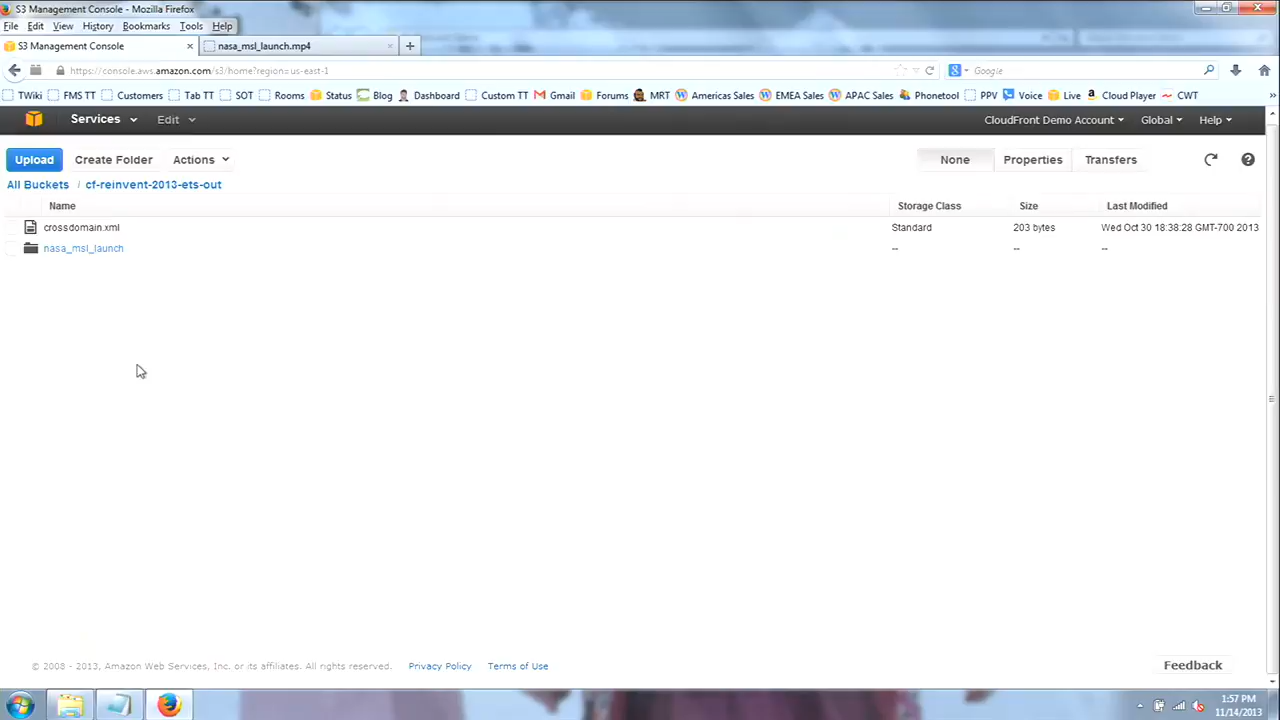 S3 Management Console - Mozilla Firefox
File Edit View History Bookmarks Tools Help
S3 Management Console × nasa_msl_launch.mp4 × +
https://console.aws.amazon.com/s3/home?region=us-east-1 Google
TWiki FMS TT Customers Tab TT SOT Rooms Status Blog Dashboard Custom TT Gmail Forums MRT Americas Sales EMEA Sales APAC Sales Phonetool PPV Voice Live Cloud Player CWT »
Services Edit CloudFront Demo Account Global Help
Upload Create Folder Actions None Properties Transfers
All Buckets / cf-reinvent-2013-ets-out
Name Storage Class Size Last Modified
crossdomain.xml Standard 203 bytes Wed Oct 30 18:38:28 GMT-700 2013
nasa_msl_launch -- -- --
© 2008 - 2013, Amazon Web Services, Inc. or its affiliates. All rights reserved. Privacy Policy Terms of Use Feedback
1:57 PM
11/14/2013